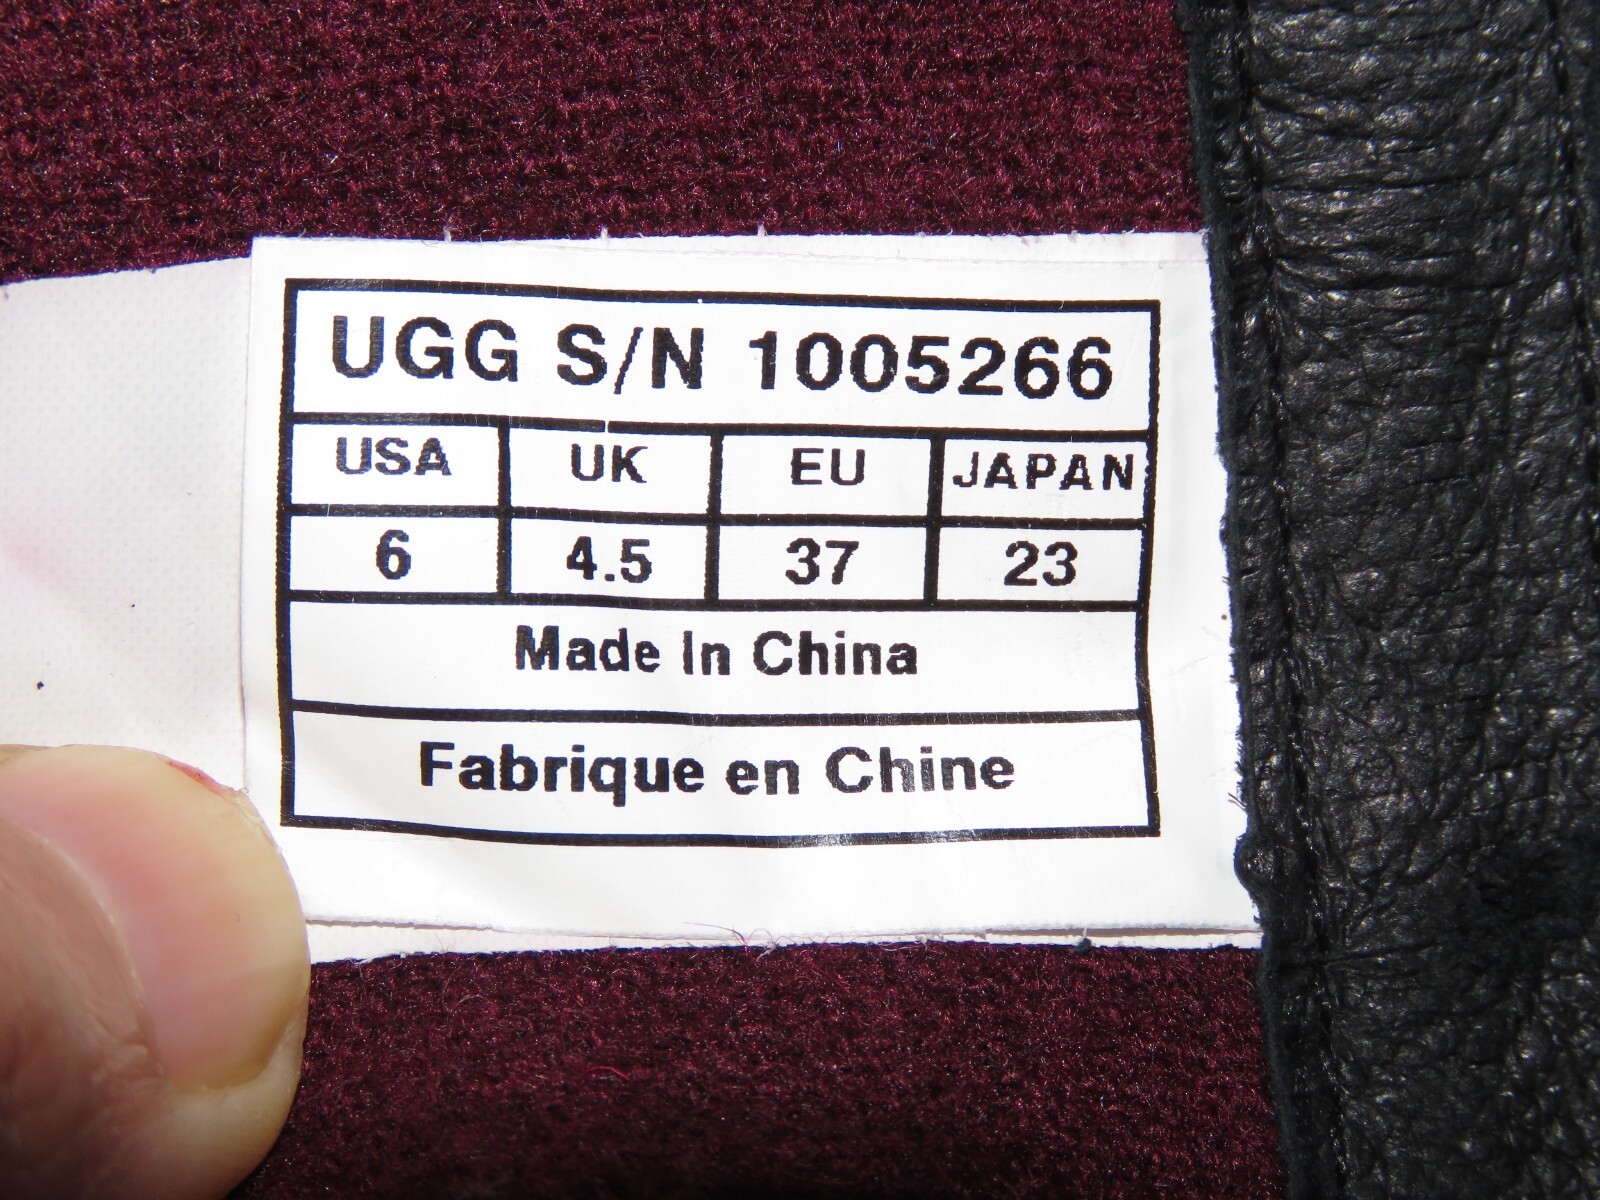 UGG S/N 1005266
USA UK EU JAPAN
6 4.5 37 23
Made In China
Fabrique en Chine